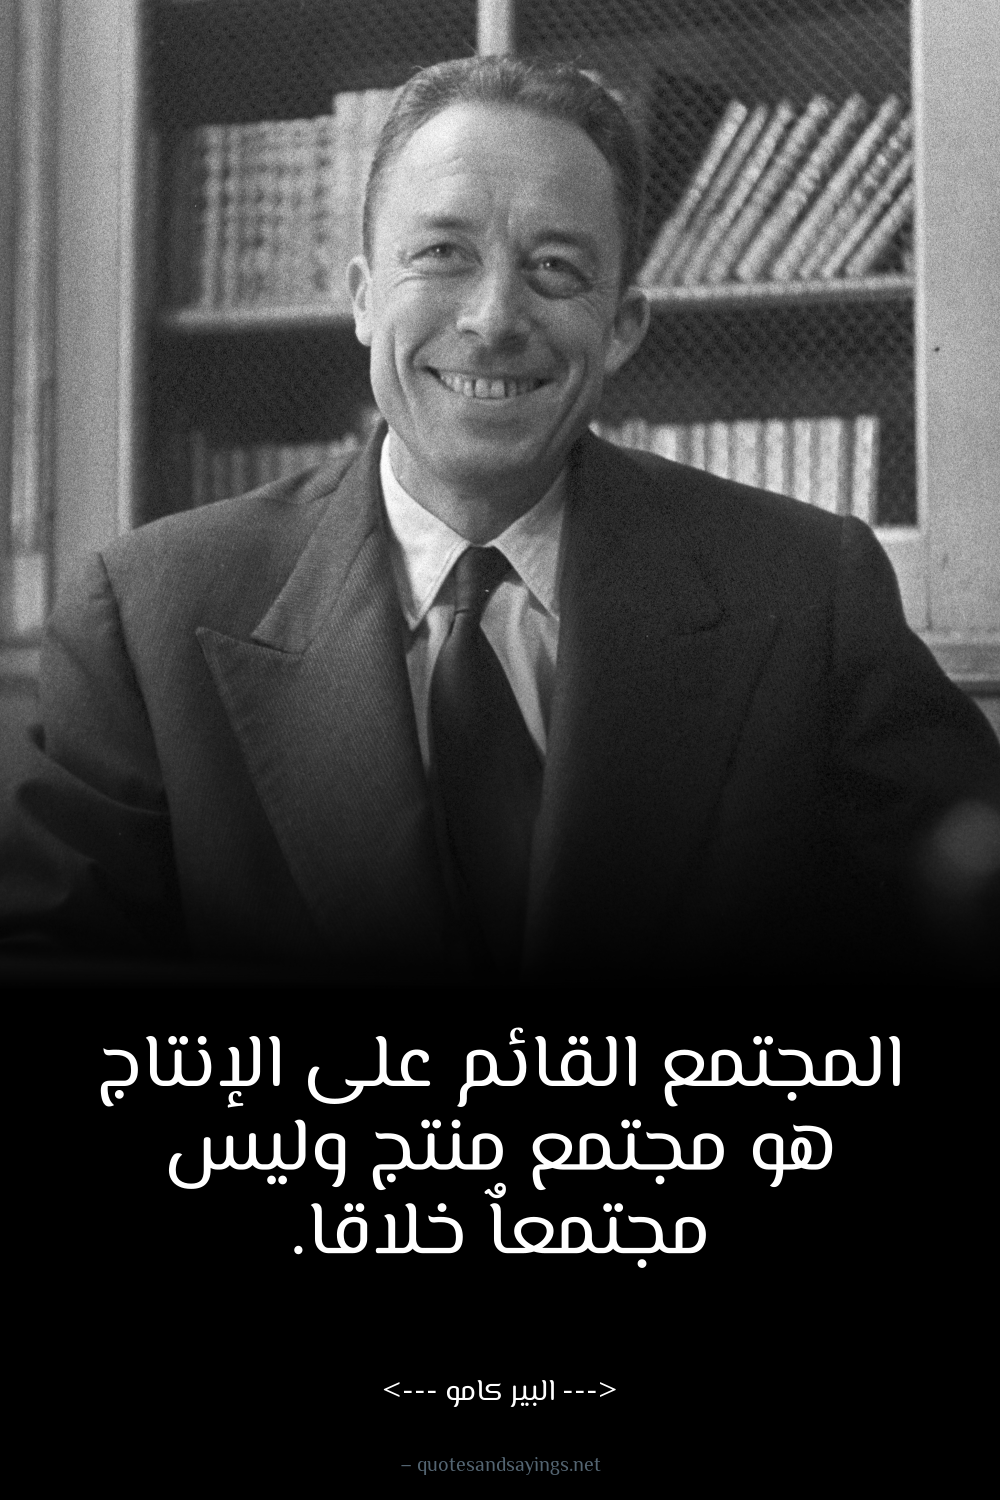 المجتمع القائم على الإنتاج
هو مجتمع منتج وليس
مجتمعاٌ خلاقا.
<--- البير كامو --->
– quotesandsayings.net